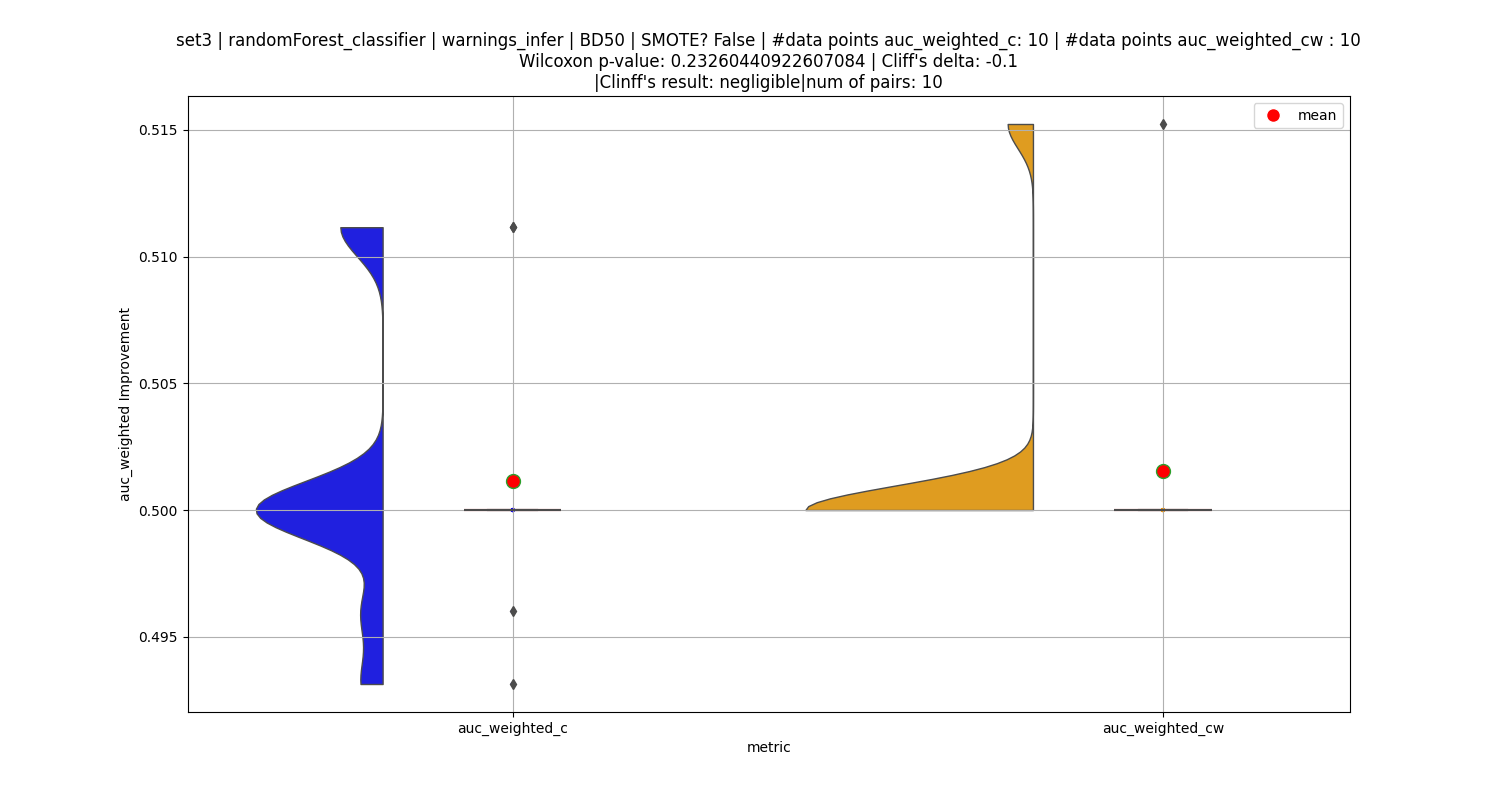 set3 | randomForest_classifier | warnings_infer | BD50 | SMOTE? False | #data points auc_weighted_c: 10 | #data points auc_weighted_cw : 10
Wilcoxon p-value: 0.23260440922607084 | Cliff's delta: -0.1
|Clinff's result: negligible|num of pairs: 10
mean
0.515
0.510
0.505
0.500
0.495
auc_weighted Improvement
auc_weighted_c
auc_weighted_cw
metric